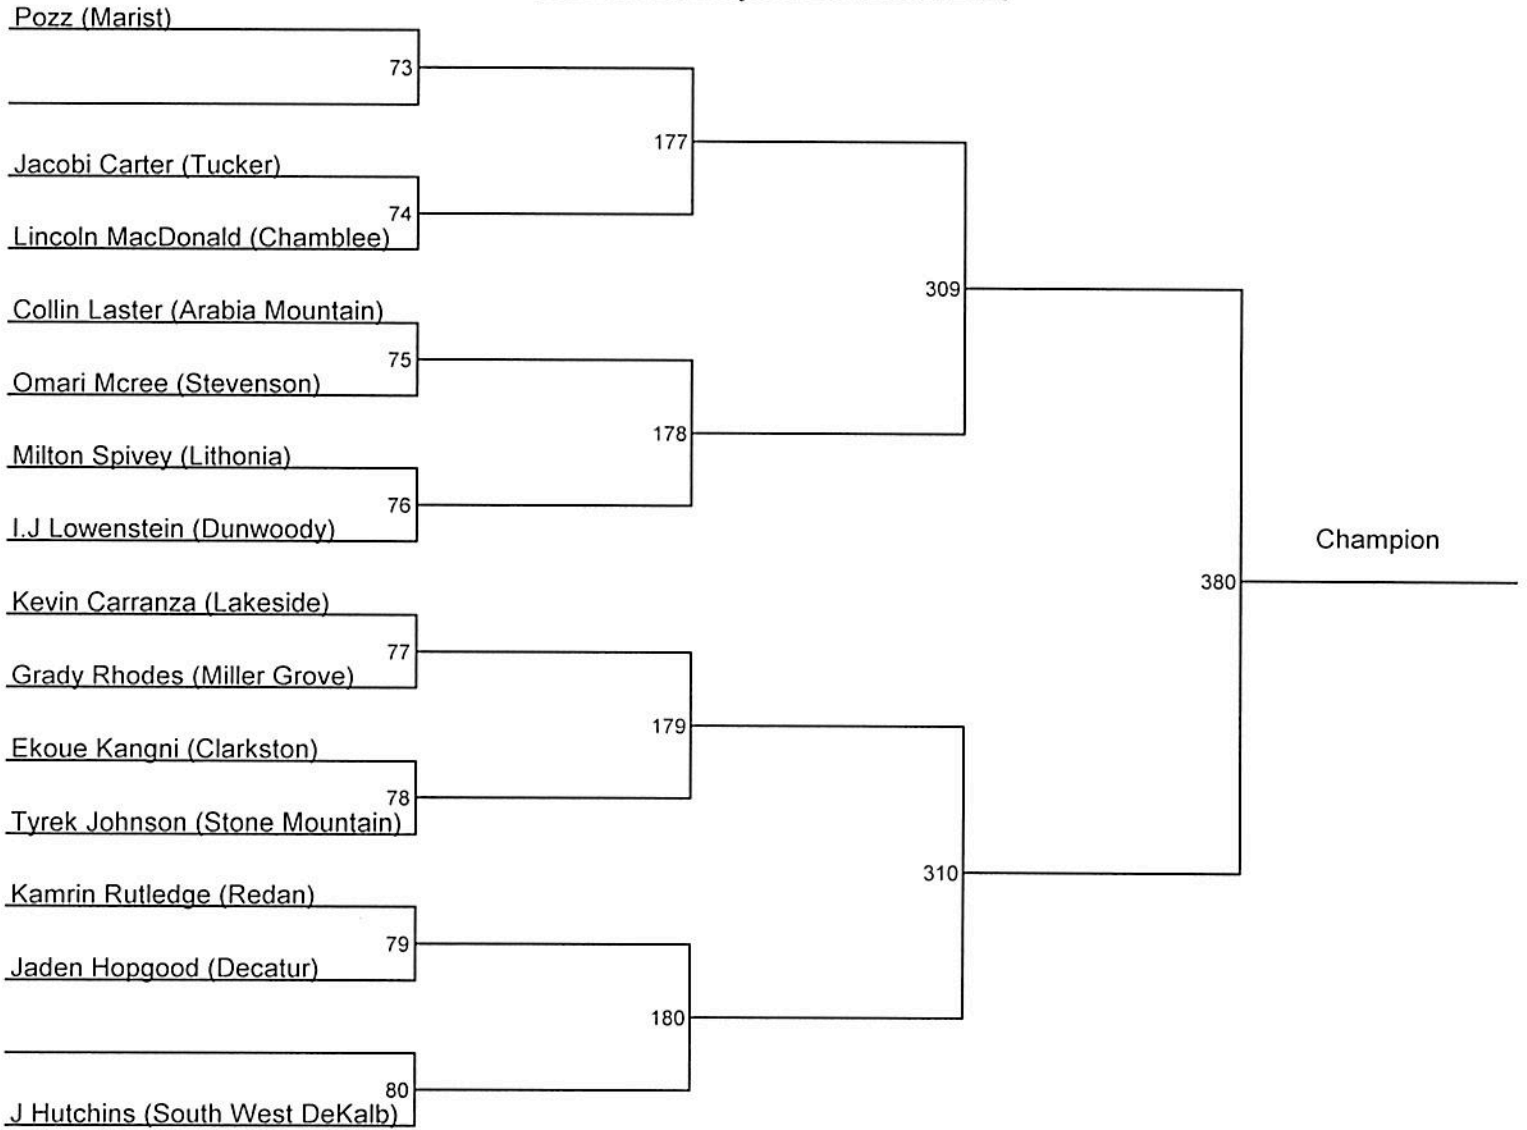 Pozz (Marist)
73
177
Jacobi Carter (Tucker)
74
Lincoln MacDonald (Chamblee)
309
Collin Laster (Arabia Mountain)
75
Omari Mcree (Stevenson)
178
Milton Spivey (Lithonia)
76
I.J Lowenstein (Dunwoody)
Champion
380
Kevin Carranza (Lakeside)
77
Grady Rhodes (Miller Grove)
179
Ekoue Kangni (Clarkston)
78
Tyrek Johnson (Stone Mountain)
310
Kamrin Rutledge (Redan)
79
Jaden Hopgood (Decatur)
180
80
J Hutchins (South West DeKalb)